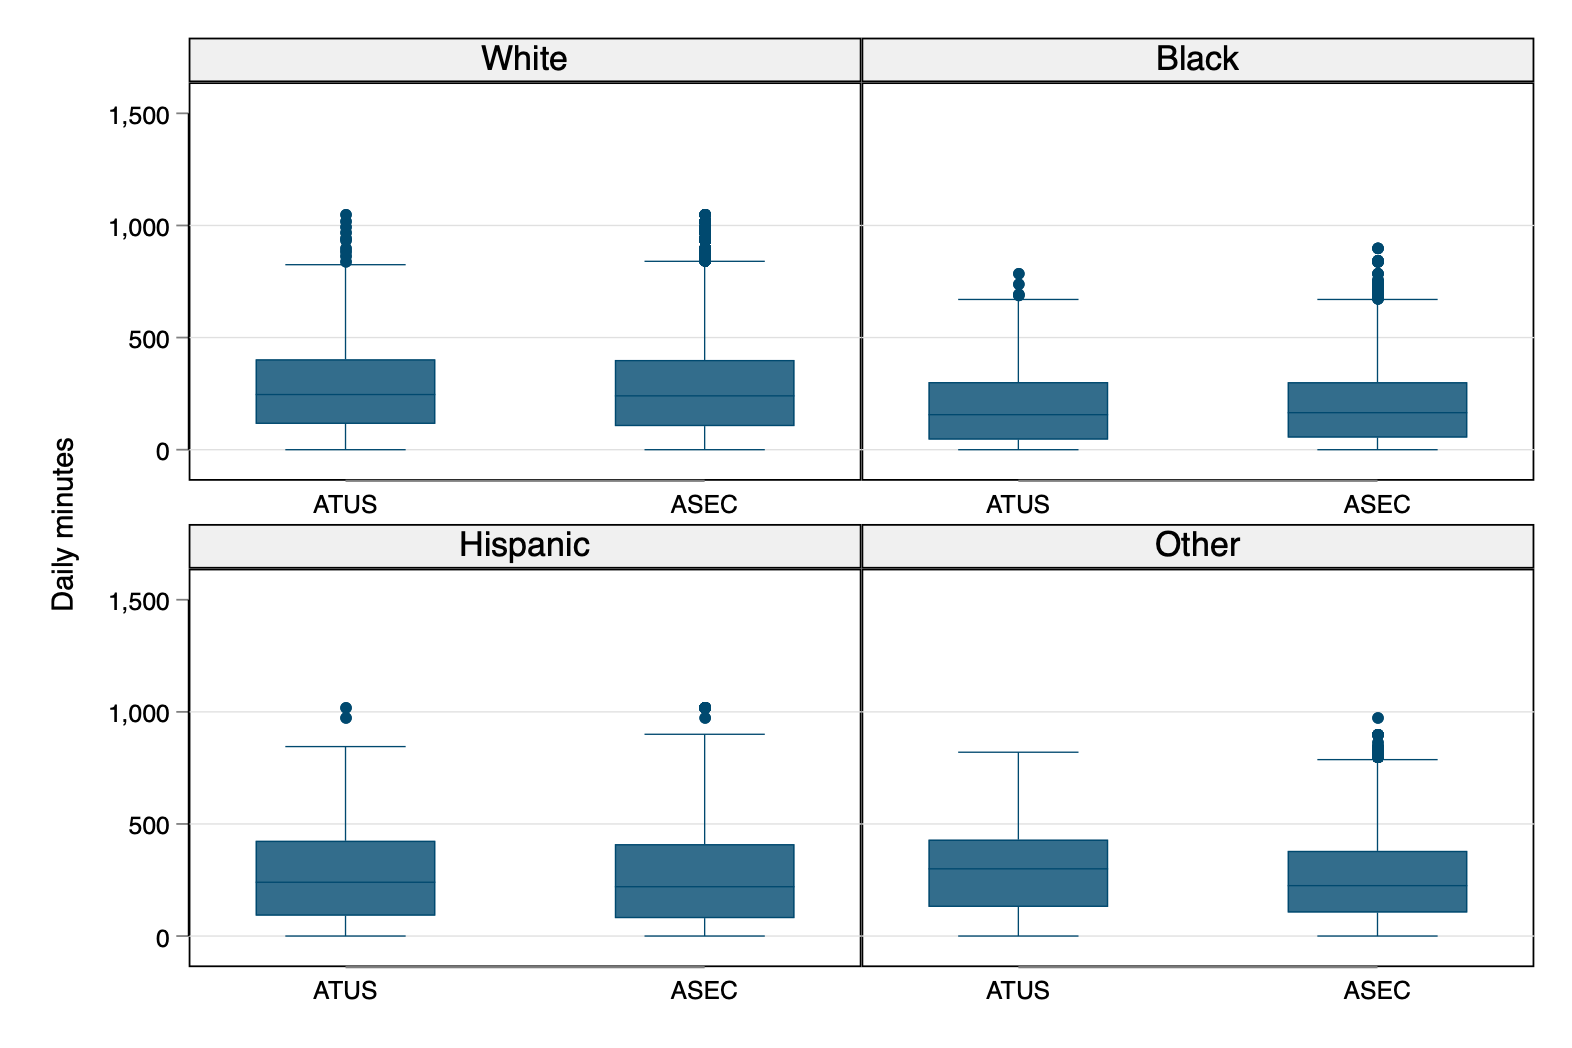 White
Black
1,500
1,000
500
0
ATUS
ASEC
ATUS
ASEC
Daily minutes
Hispanic
Other
1,500
1,000
500
0
ATUS
ASEC
ATUS
ASEC